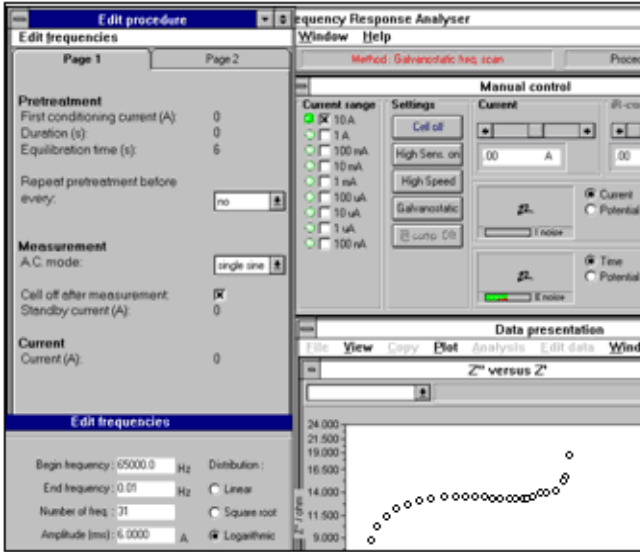 Edit procedure
Edit frequencies
Page 1
Page 2
Pretreatment
First conditioning current (A): 0
Duration (s): 0
Equilibration time (s): 6
Repeat pretreatment before
every: no
Measurement
A.C. mode: single sine
Cell off after measurement:
Standby current (A): 0
Current
Current (A): 0
Edit frequencies
Begin frequency : 65000.0 Hz
Distribution :
End frequency : 0.01 Hz
Linear
Number of freq. : 31
Square root
Amplitude (rms) : 6.0000 A
Logarithmic
equency Response Analyser
Window Help
Method: Galvanostatic freq. scan
Proce
Manual control
Current range
10 A
1 A
100 mA
10 mA
1 mA
100 uA
10 uA
1 uA
100 nA
Settings
Cell off
High Sens. on
High Speed
Galvanostatic
Current
.00 A
.00
Current
Potential
I noise
Time
Potential
E noise
Data presentation
File View Copy Plot Analysis Edit data Wind
Z" versus Z'
24.000
21.500
19.000
16.500
14.000
11.500
9.000
Z" / ohm